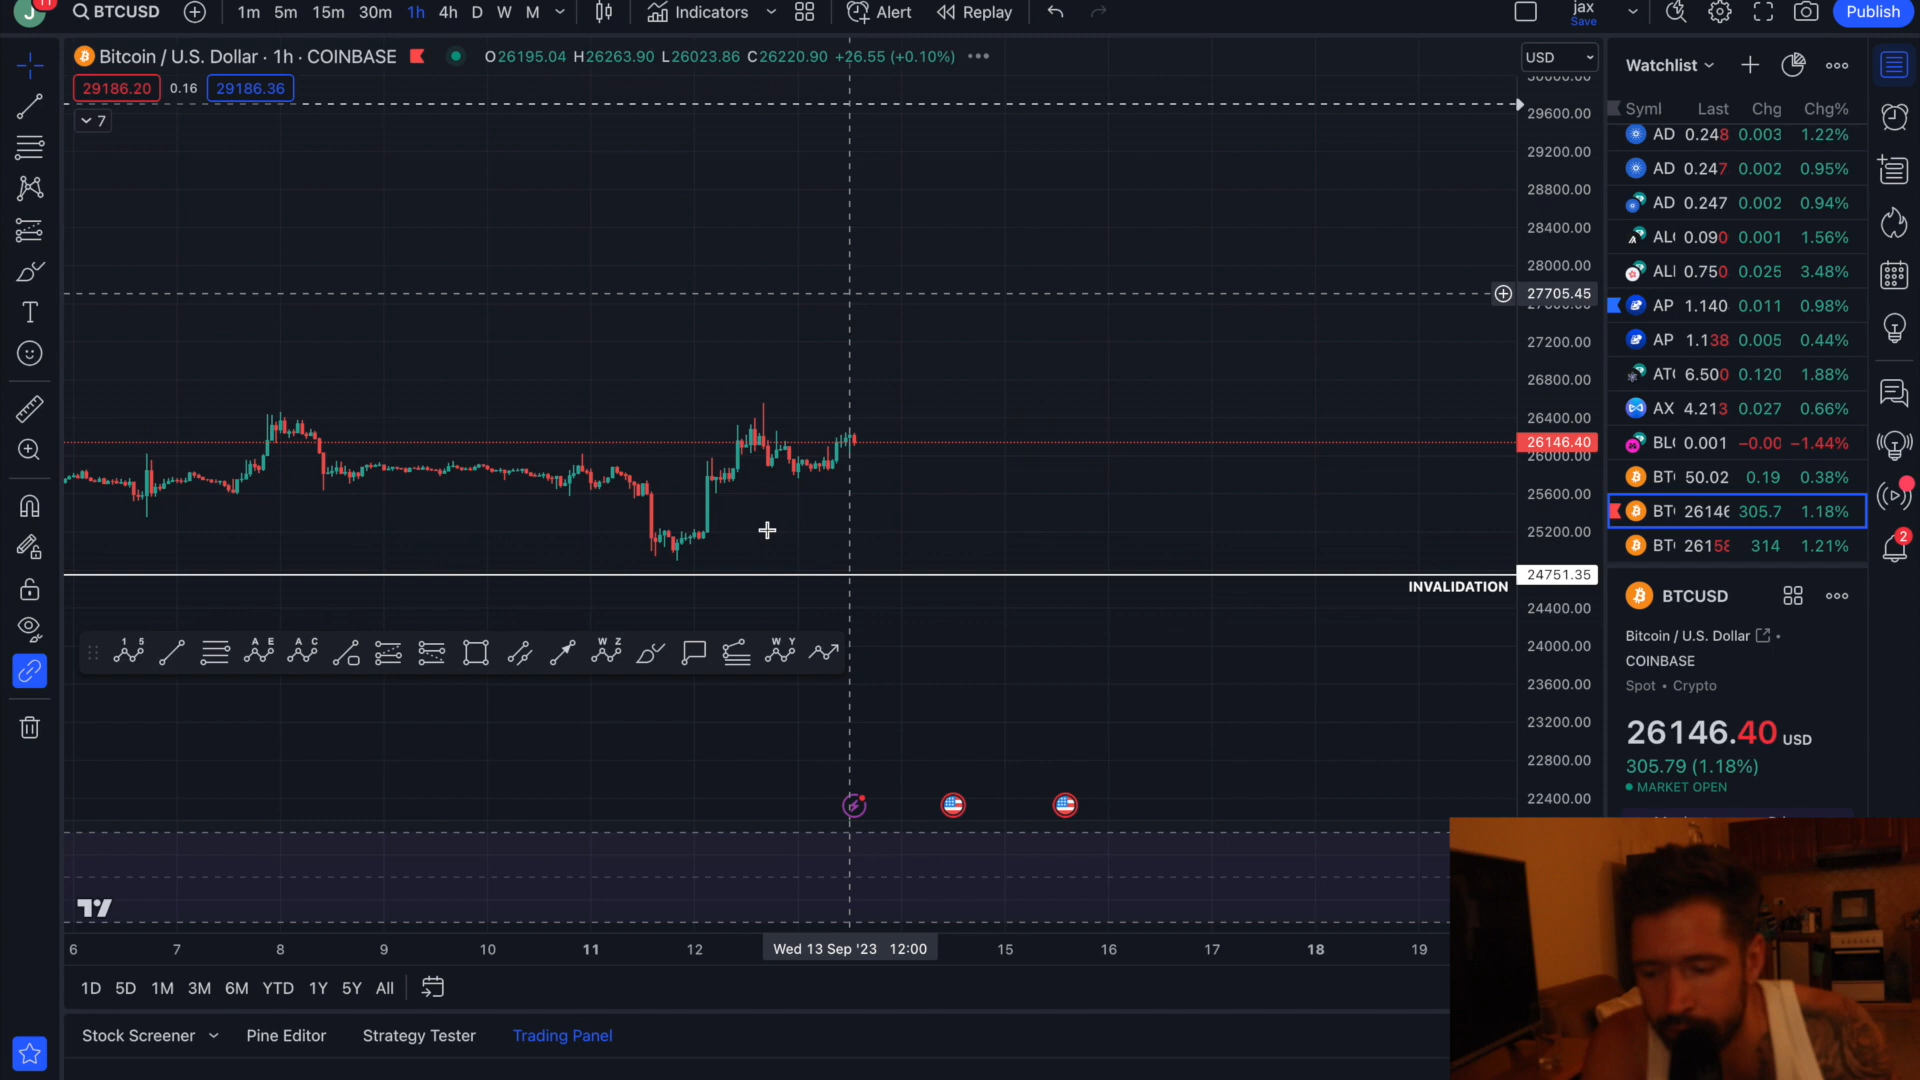 J 11 BTCUSD 1m 5m 15m 30m 1h 4h D W M Indicators Alert Replay jax Save Publish
Bitcoin / U.S. Dollar · 1h · COINBASE O26195.04 H26263.90 L26023.86 C26220.90 +26.55 (+0.10%)
29186.20 0.16 29186.36
7
USD
30000.00
29600.00
29200.00
28800.00
28400.00
28000.00
27705.45
27600.00
27200.00
26800.00
26400.00
26146.40
26000.00
25600.00
25200.00
24751.35
INVALIDATION
24400.00
24000.00
23600.00
23200.00
22800.00
22400.00
1 5 A E A C W Z W Y
6 7 8 9 10 11 12 Wed 13 Sep '23 12:00 15 16 17 18 19
1D 5D 1M 3M 6M YTD 1Y 5Y All
Stock Screener Pine Editor Strategy Tester Trading Panel
Watchlist
Syml Last Chg Chg%
AD 0.248 0.003 1.22%
AD 0.247 0.002 0.95%
AD 0.247 0.002 0.94%
AL 0.090 0.001 1.56%
ALI 0.750 0.025 3.48%
AP 1.140 0.011 0.98%
AP 1.138 0.005 0.44%
AT 6.500 0.120 1.88%
AX 4.213 0.027 0.66%
BL 0.001 −0.00 −1.44%
BT 50.02 0.19 0.38%
BT 26146 305.7 1.18%
BT 26158 314 1.21%
2
BTCUSD
Bitcoin / U.S. Dollar
COINBASE
Spot • Crypto
26146.40 USD
305.79 (1.18%)
MARKET OPEN